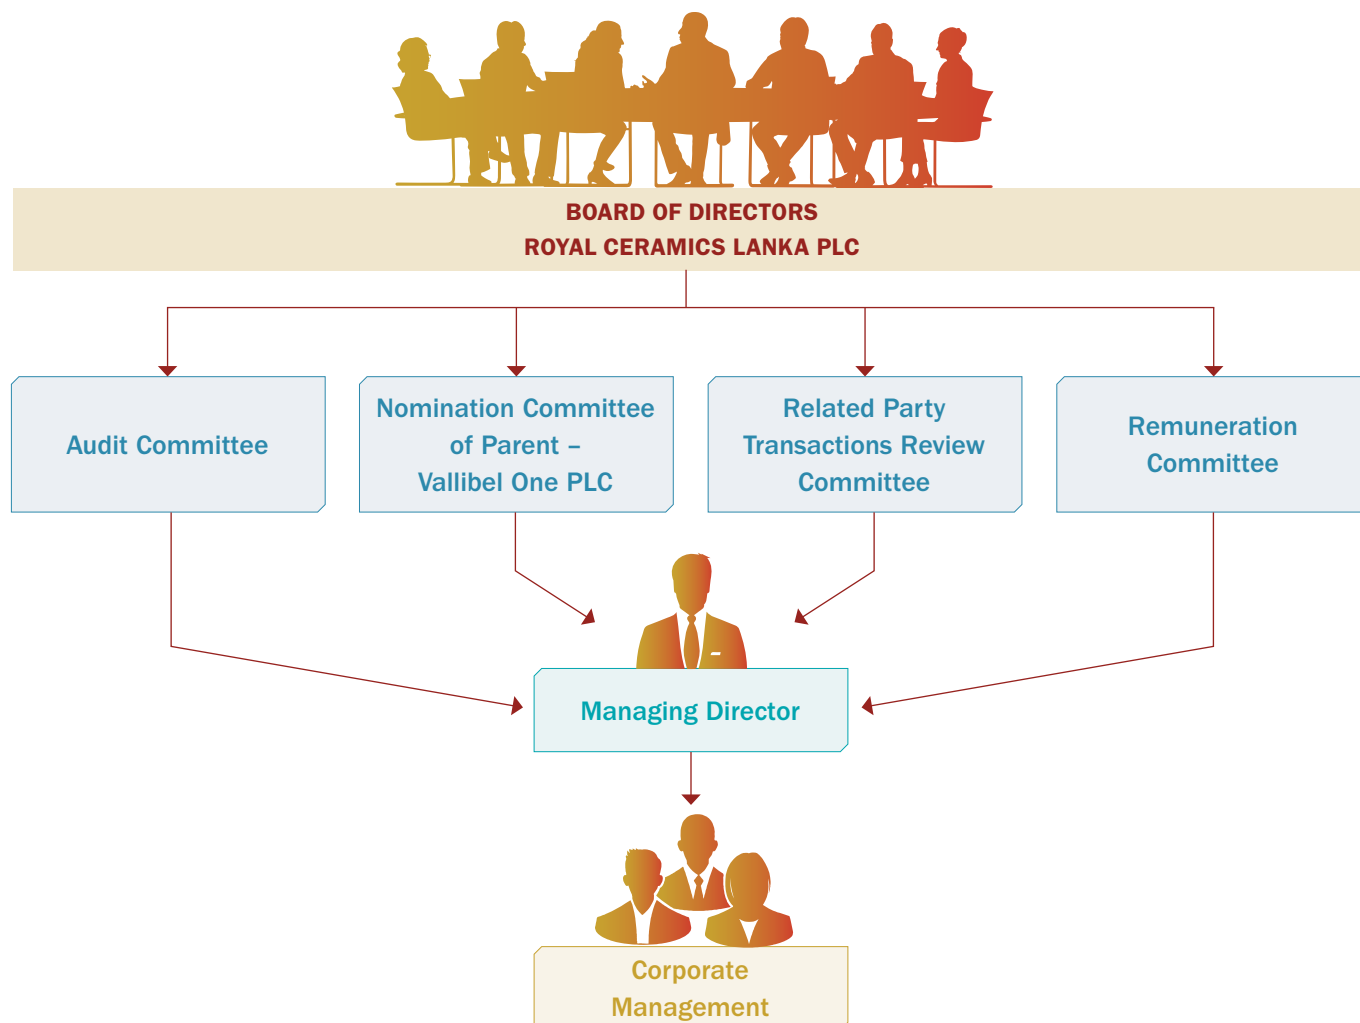 BOARD OF DIRECTORS
ROYAL CERAMICS LANKA PLC
Audit Committee
Nomination Committee
of Parent –
Vallibel One PLC
Related Party
Transactions Review
Committee
Remuneration
Committee
Managing Director
Corporate
Management